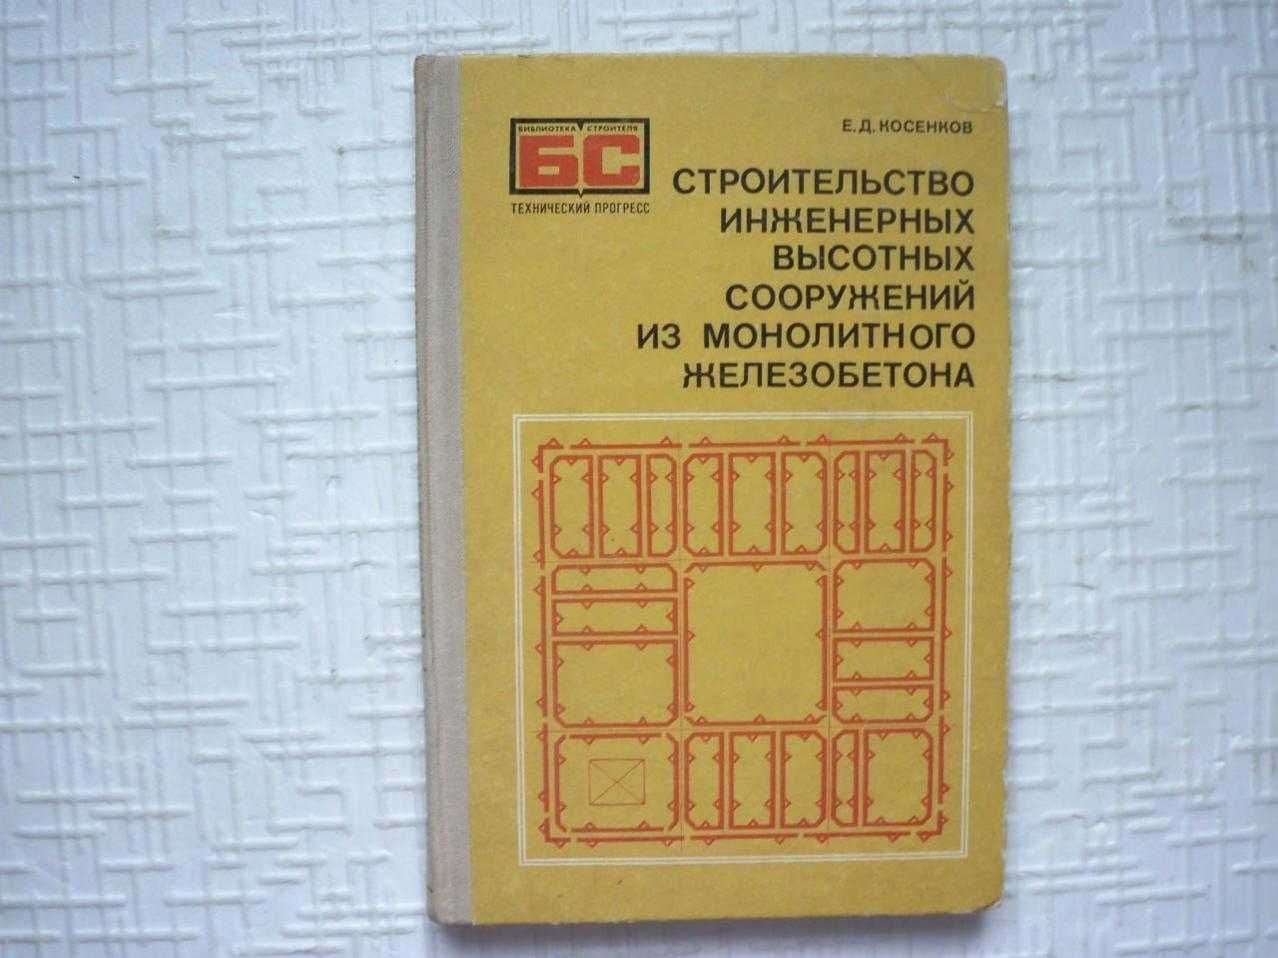 Е. Д. КОСЕНКОВ
БИБЛИОТЕКА СТРОИТЕЛЯ
БС
ТЕХНИЧЕСКИЙ ПРОГРЕСС
СТРОИТЕЛЬСТВО
ИНЖЕНЕРНЫХ
ВЫСОТНЫХ
СООРУЖЕНИЙ
ИЗ МОНОЛИТНОГО
ЖЕЛЕЗОБЕТОНА